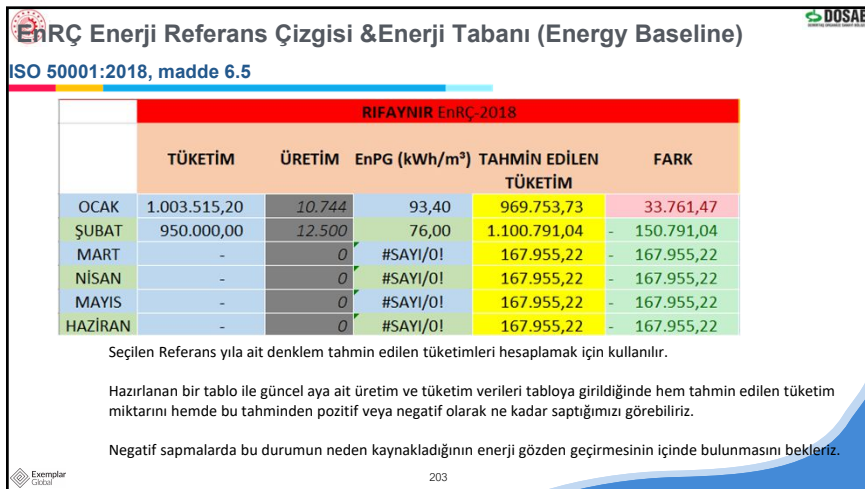 EnRÇ Enerji Referans Çizgisi &Enerji Tabanı (Energy Baseline)
DOSAB
ISO 50001:2018, madde 6.5
RIFAYNIR EnRÇ-2018
TÜKETİM ÜRETİM EnPG (kWh/m³) TAHMİN EDİLEN TÜKETİM FARK
OCAK 1.003.515,20 10.744 93,40 969.753,73 33.761,47
ŞUBAT 950.000,00 12.500 76,00 1.100.791,04 - 150.791,04
MART - 0 #SAYI/0! 167.955,22 - 167.955,22
NİSAN - 0 #SAYI/0! 167.955,22 - 167.955,22
MAYIS - 0 #SAYI/0! 167.955,22 - 167.955,22
HAZİRAN - 0 #SAYI/0! 167.955,22 - 167.955,22
Seçilen Referans yıla ait denklem tahmin edilen tüketimleri hesaplamak için kullanılır.
Hazırlanan bir tablo ile güncel aya ait üretim ve tüketim verileri tabloya girildiğinde hem tahmin edilen tüketim
miktarını hemde bu tahminden pozitif veya negatif olarak ne kadar saptığımızı görebiliriz.
Negatif sapmalarda bu durumun neden kaynakladığının enerji gözden geçirmesinin içinde bulunmasını bekleriz.
Exemplar
Global
203